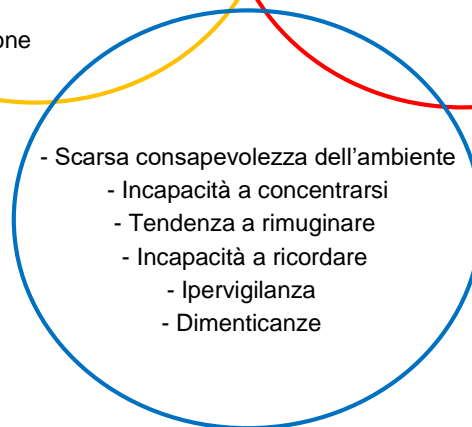 one
- Scarsa consapevolezza dell’ambiente
- Incapacità a concentrarsi
- Tendenza a rimuginare
- Incapacità a ricordare
- Ipervigilanza
- Dimenticanze